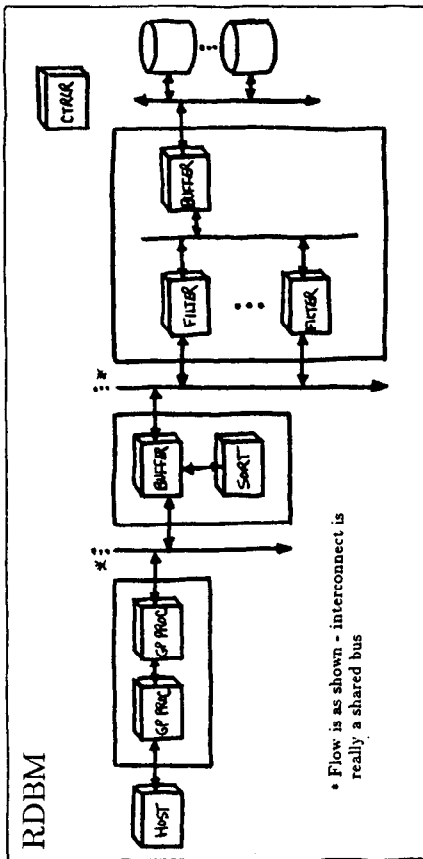 RDBM
HOST
GP PROC
GP PROC
BUFFER
SORT
FILTER
FILTER
BUFFER
CTRLR
*
*
* Flow is as shown - interconnect is
really a shared bus